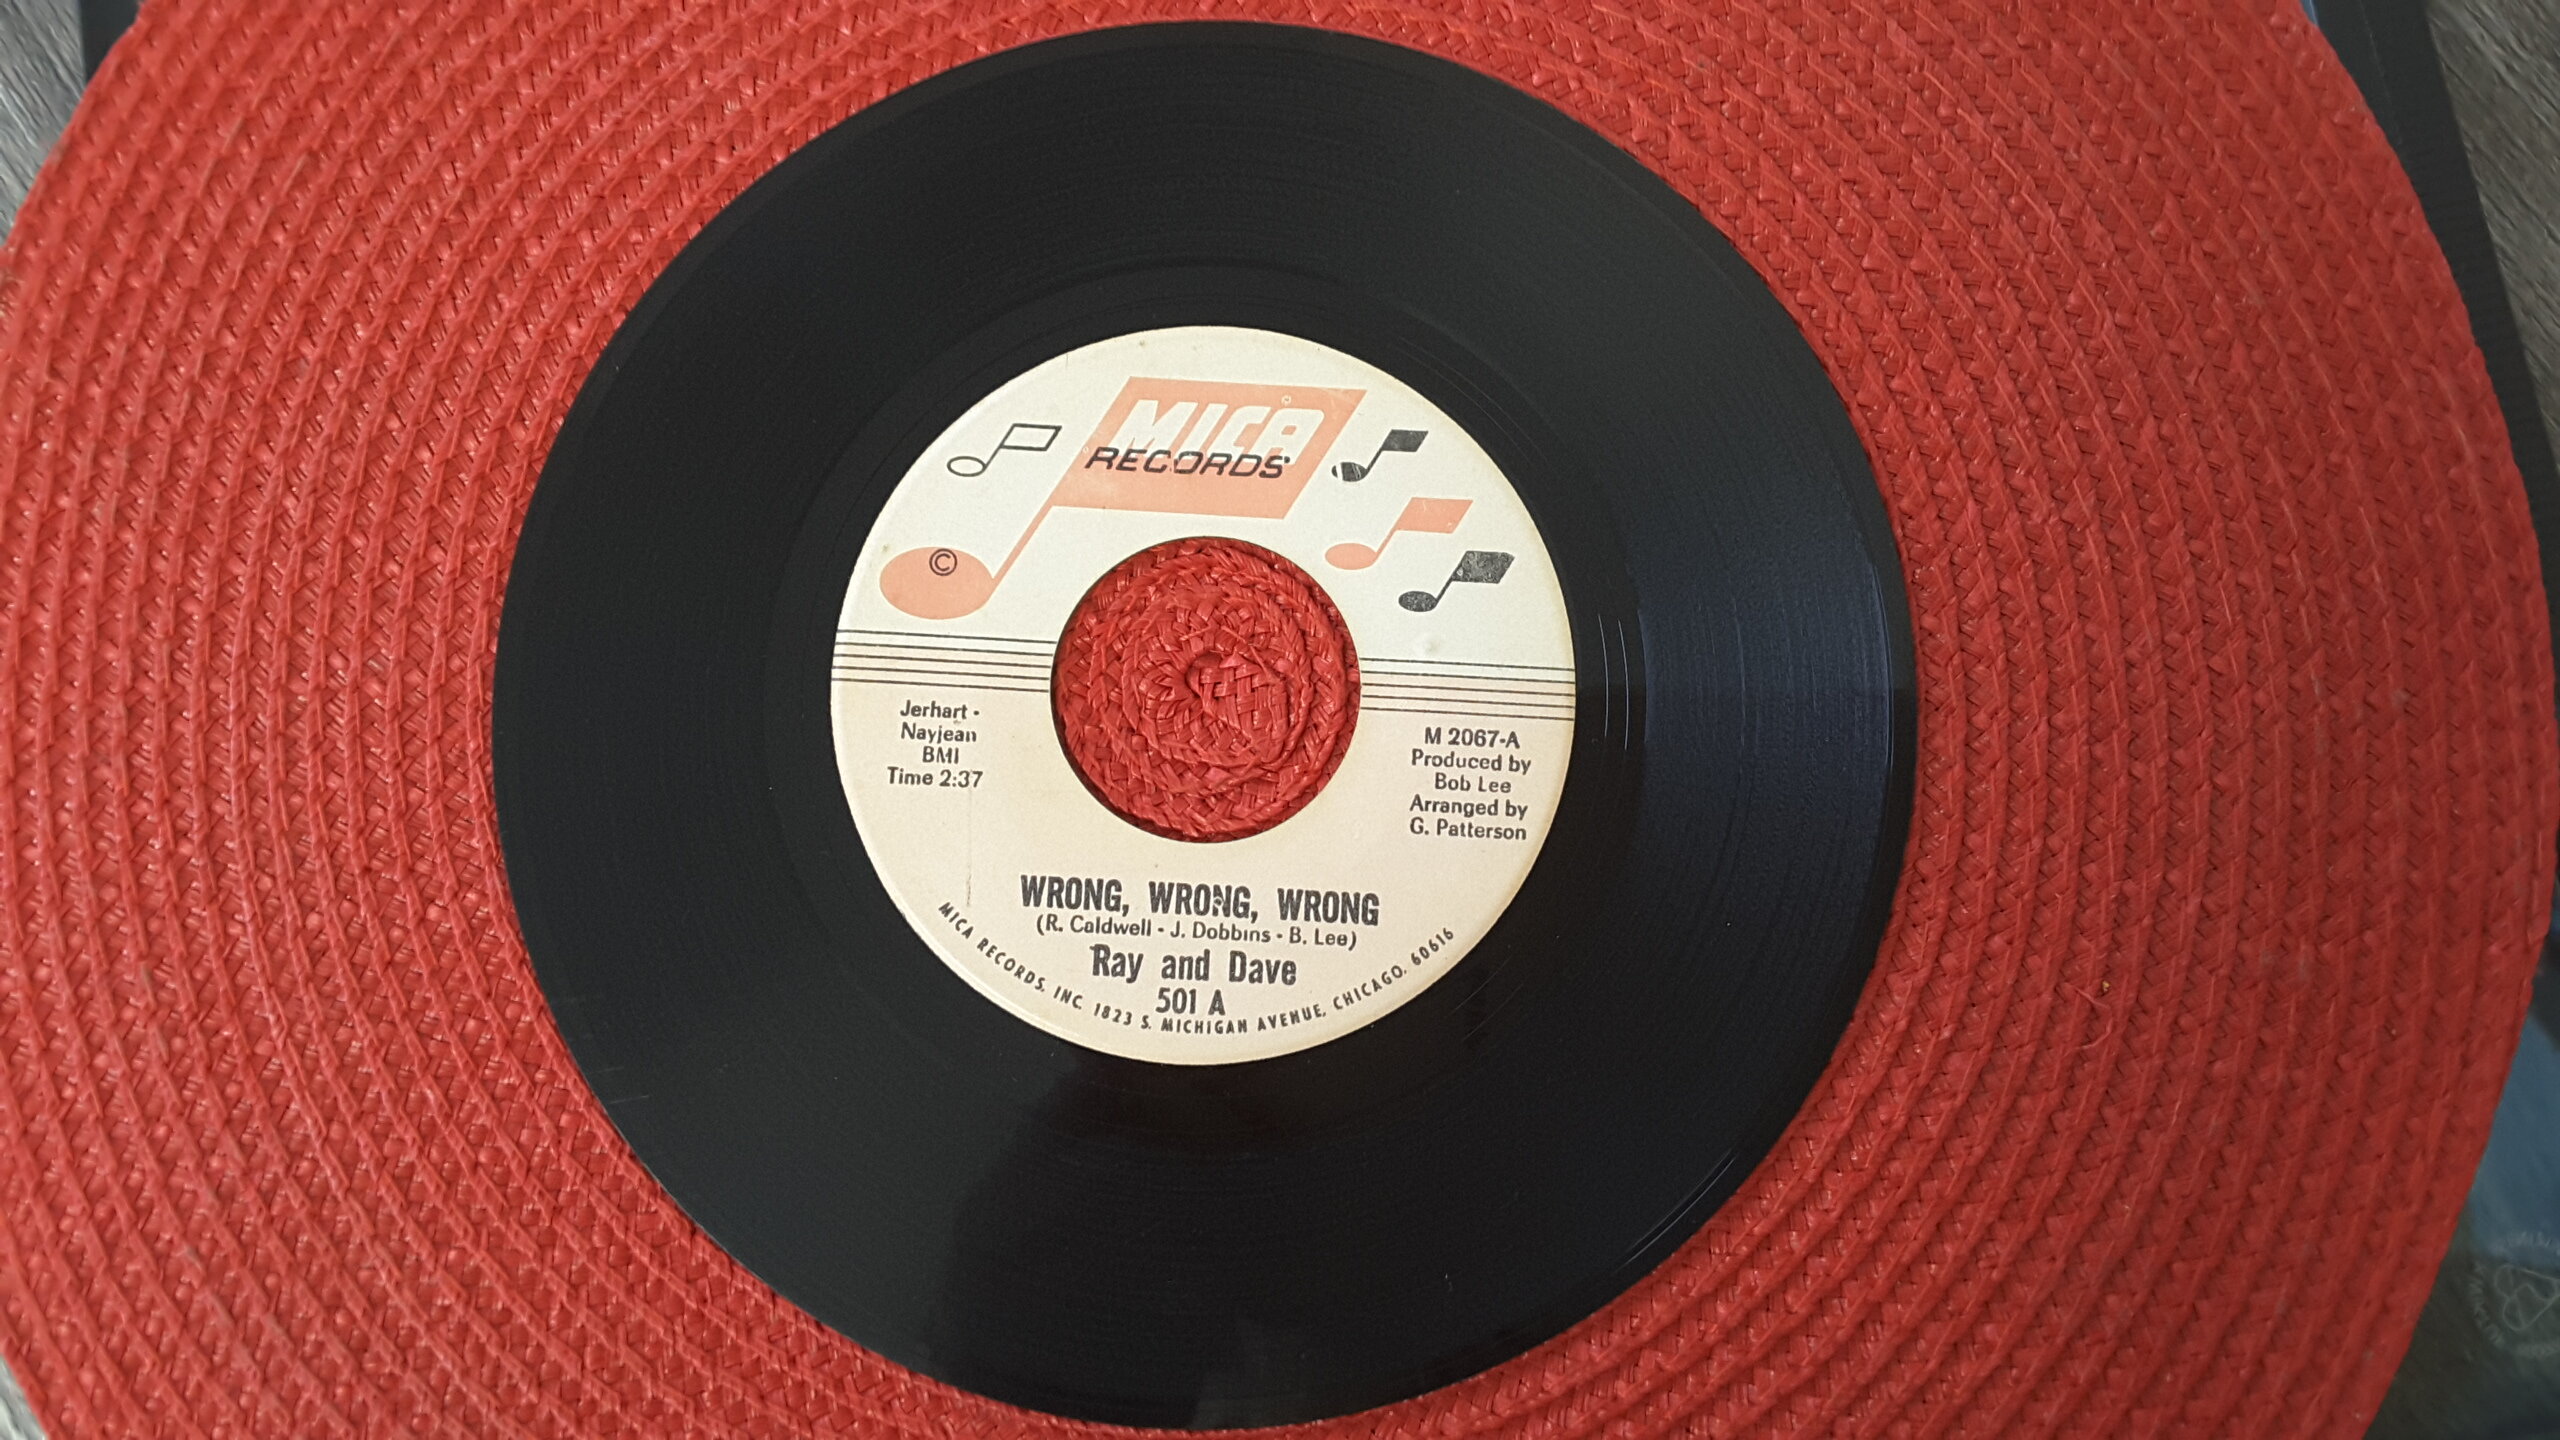 MICA
RECORDS
©
Jerhart -
Nayjean
BMI
Time 2:37
M 2067-A
Produced by
Bob Lee
Arranged by
G. Patterson
WRONG, WRONG, WRONG
(R. Caldwell - J. Dobbins - B. Lee)
Ray and Dave
501 A
MICA RECORDS, INC. 1823 S. MICHIGAN AVENUE, CHICAGO. 60616